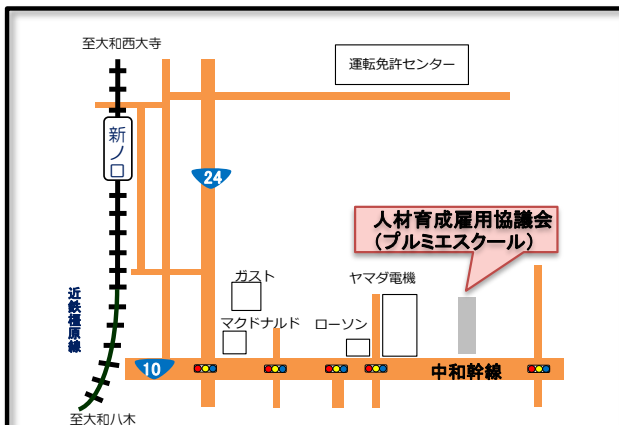 至大和西大寺
運転免許センター
新ノ口
24
人材育成雇用協議会
(プルミエスクール)
ガスト
ヤマダ電機
近鉄橿原線
マクドナルド
ローソン
10
中和幹線
至大和八木